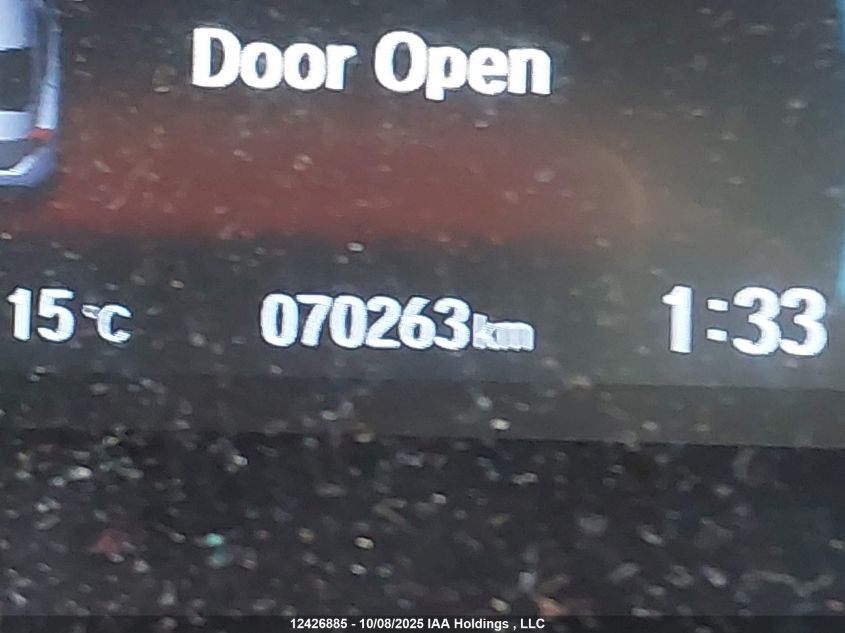 Door Open
15°C 070263km 1:33
12426885 - 10/08/2025 IAA Holdings , LLC